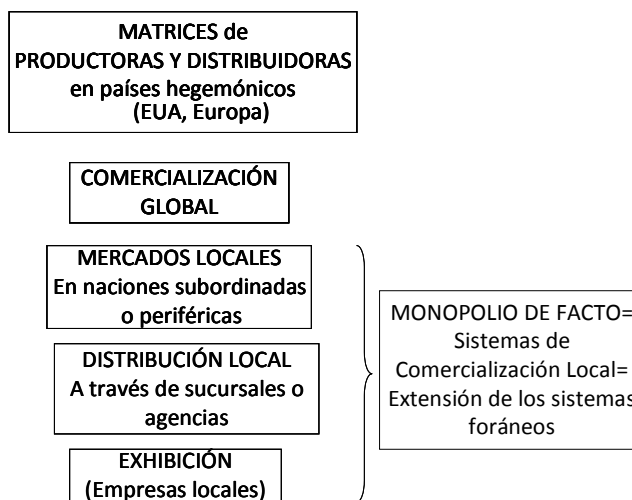 MATRICES de
PRODUCTORAS Y DISTRIBUIDORAS
en países hegemónicos
(EUA, Europa)
COMERCIALIZACIÓN
GLOBAL
MERCADOS LOCALES
En naciones subordinadas
o periféricas
DISTRIBUCIÓN LOCAL
A través de sucursales o
agencias
EXHIBICIÓN
(Empresas locales)
MONOPOLIO DE FACTO=
Sistemas de
Comercialización Local=
Extensión de los sistemas
foráneos